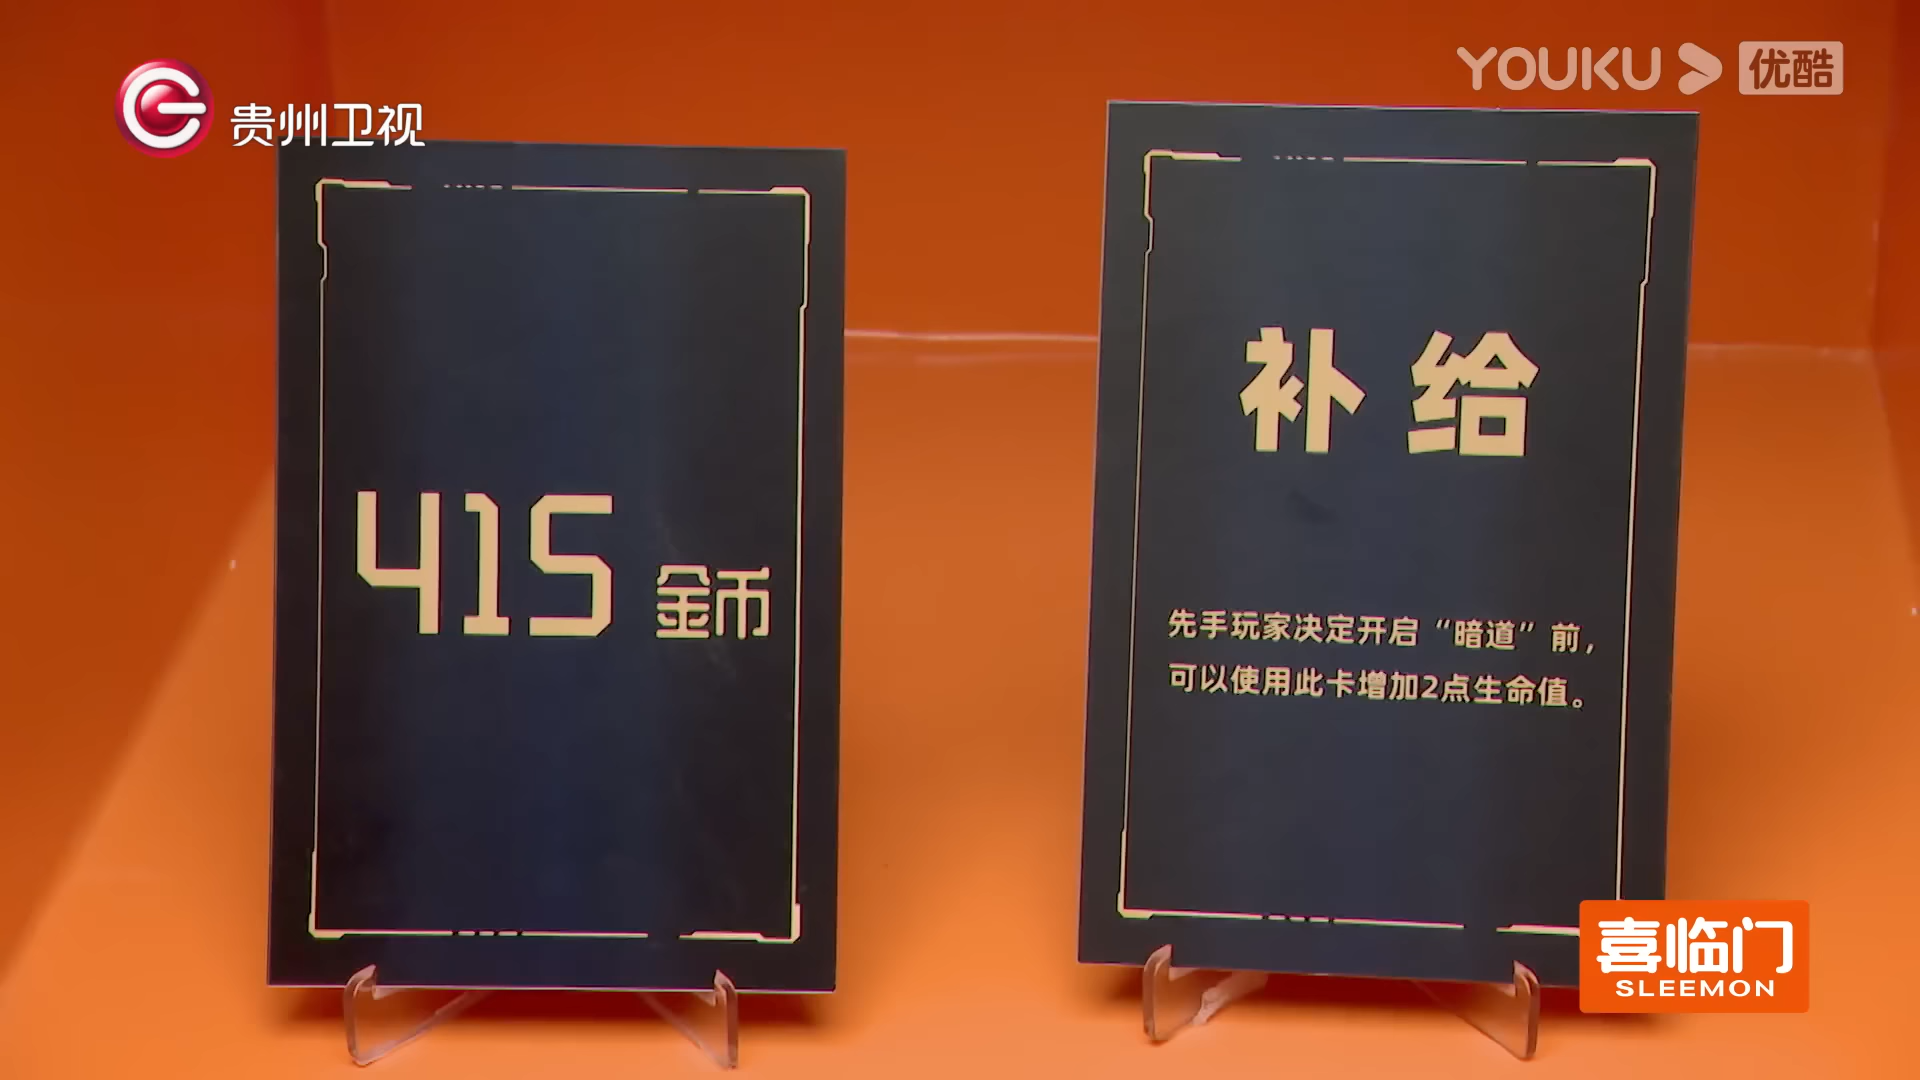 贵州卫视
YOUKU 优酷
415 金币
补给
先手玩家决定开启“暗道”前，
可以使用此卡增加2点生命值。
喜临门
SLEEMON